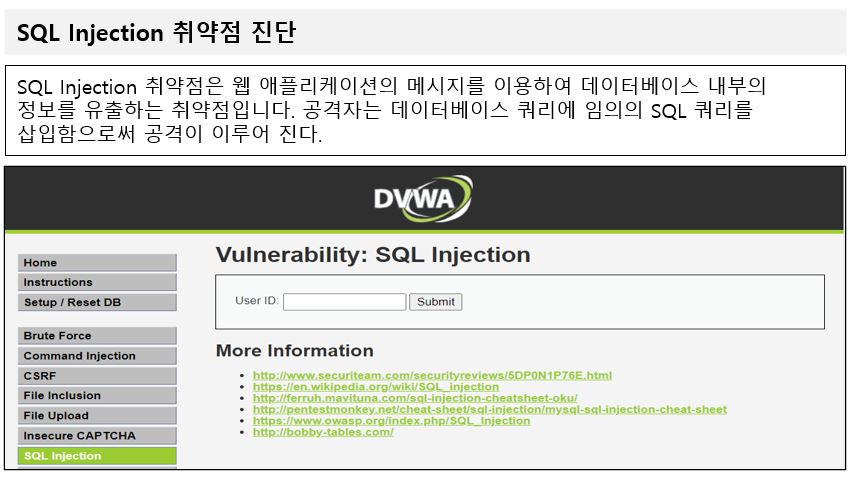 SQL Injection 취약점 진단
SQL Injection 취약점은 웹 애플리케이션의 메시지를 이용하여 데이터베이스 내부의
정보를 유출하는 취약점입니다. 공격자는 데이터베이스 쿼리에 임의의 SQL 쿼리를
삽입함으로써 공격이 이루어 진다.
DVWA
Home
Instructions
Setup / Reset DB
Brute Force
Command Injection
CSRF
File Inclusion
File Upload
Insecure CAPTCHA
SQL Injection
Vulnerability: SQL Injection
User ID: Submit
More Information
http://www.securiteam.com/securityreviews/5DP0N1P76E.html
https://en.wikipedia.org/wiki/SQL_injection
http://ferruh.mavituna.com/sql-injection-cheatsheet-oku/
http://pentestmonkey.net/cheat-sheet/sql-injection/mysql-sql-injection-cheat-sheet
https://www.owasp.org/index.php/SQL_Injection
http://bobby-tables.com/